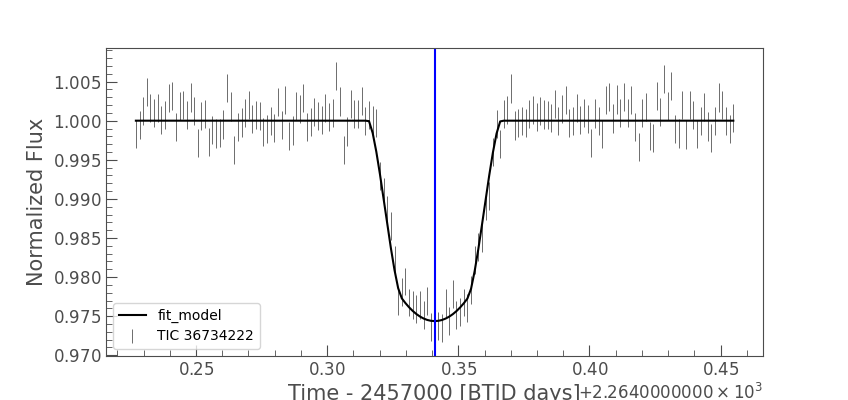 Normalized Flux
1.005
1.000
0.995
0.990
0.985
0.980
0.975
0.970
fit_model
TIC 36734222
0.25 0.30 0.35 0.40 0.45
Time - 2457000 [BTJD days]
+2.2640000000 × 10³